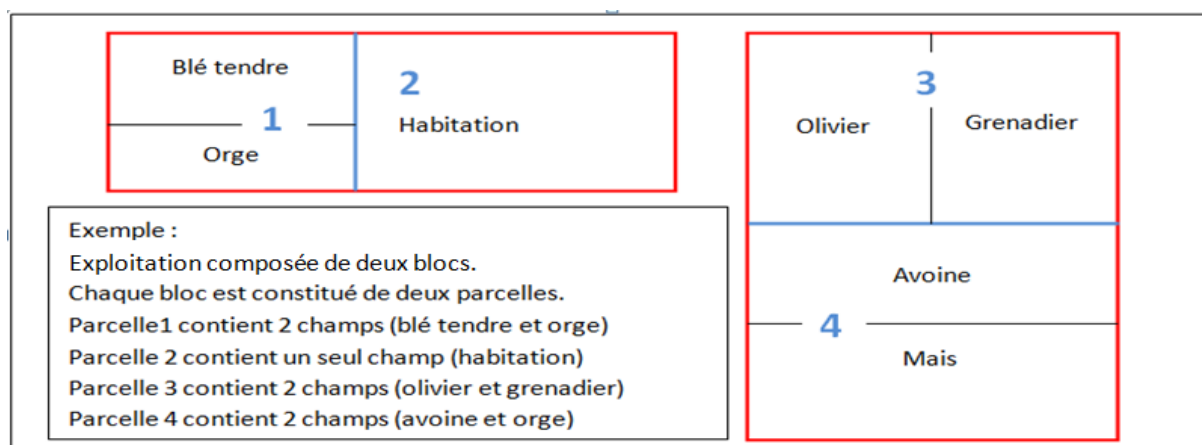 Blé tendre
1
Orge
2
Habitation
3
Olivier
Grenadier
Avoine
4
Mais
Exemple :
Exploitation composée de deux blocs.
Chaque bloc est constitué de deux parcelles.
Parcelle1 contient 2 champs (blé tendre et orge)
Parcelle 2 contient un seul champ (habitation)
Parcelle 3 contient 2 champs (olivier et grenadier)
Parcelle 4 contient 2 champs (avoine et orge)